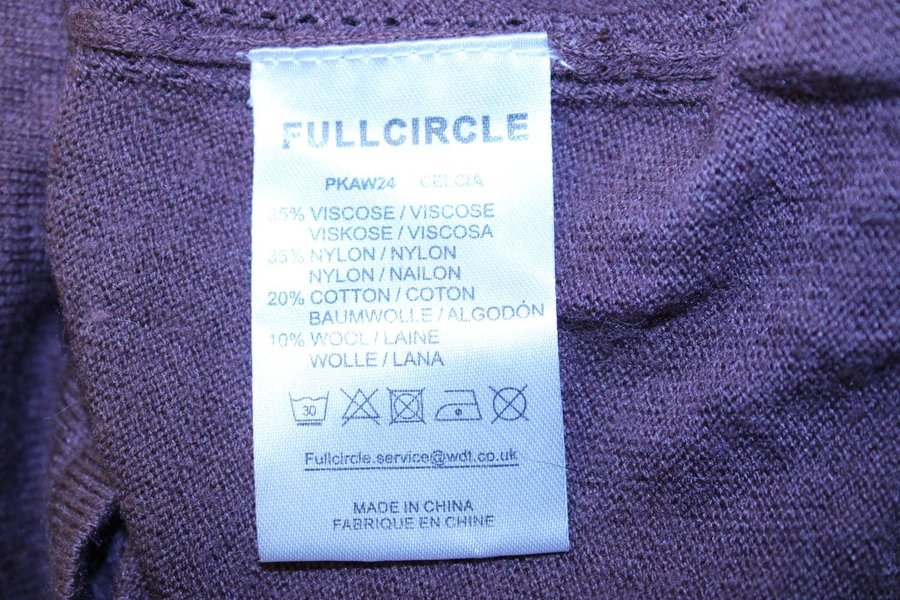 FULLCIRCLE
PKAW24 CELCIA
35% VISCOSE / VISCOSE
VISKOSE / VISCOSA
35% NYLON / NYLON
NYLON / NAILON
20% COTTON / COTON
BAUMWOLLE / ALGODÓN
10% WOOL / LAINE
WOLLE / LANA
30
Fullcircle.service@wdt.co.uk
MADE IN CHINA
FABRIQUE EN CHINE